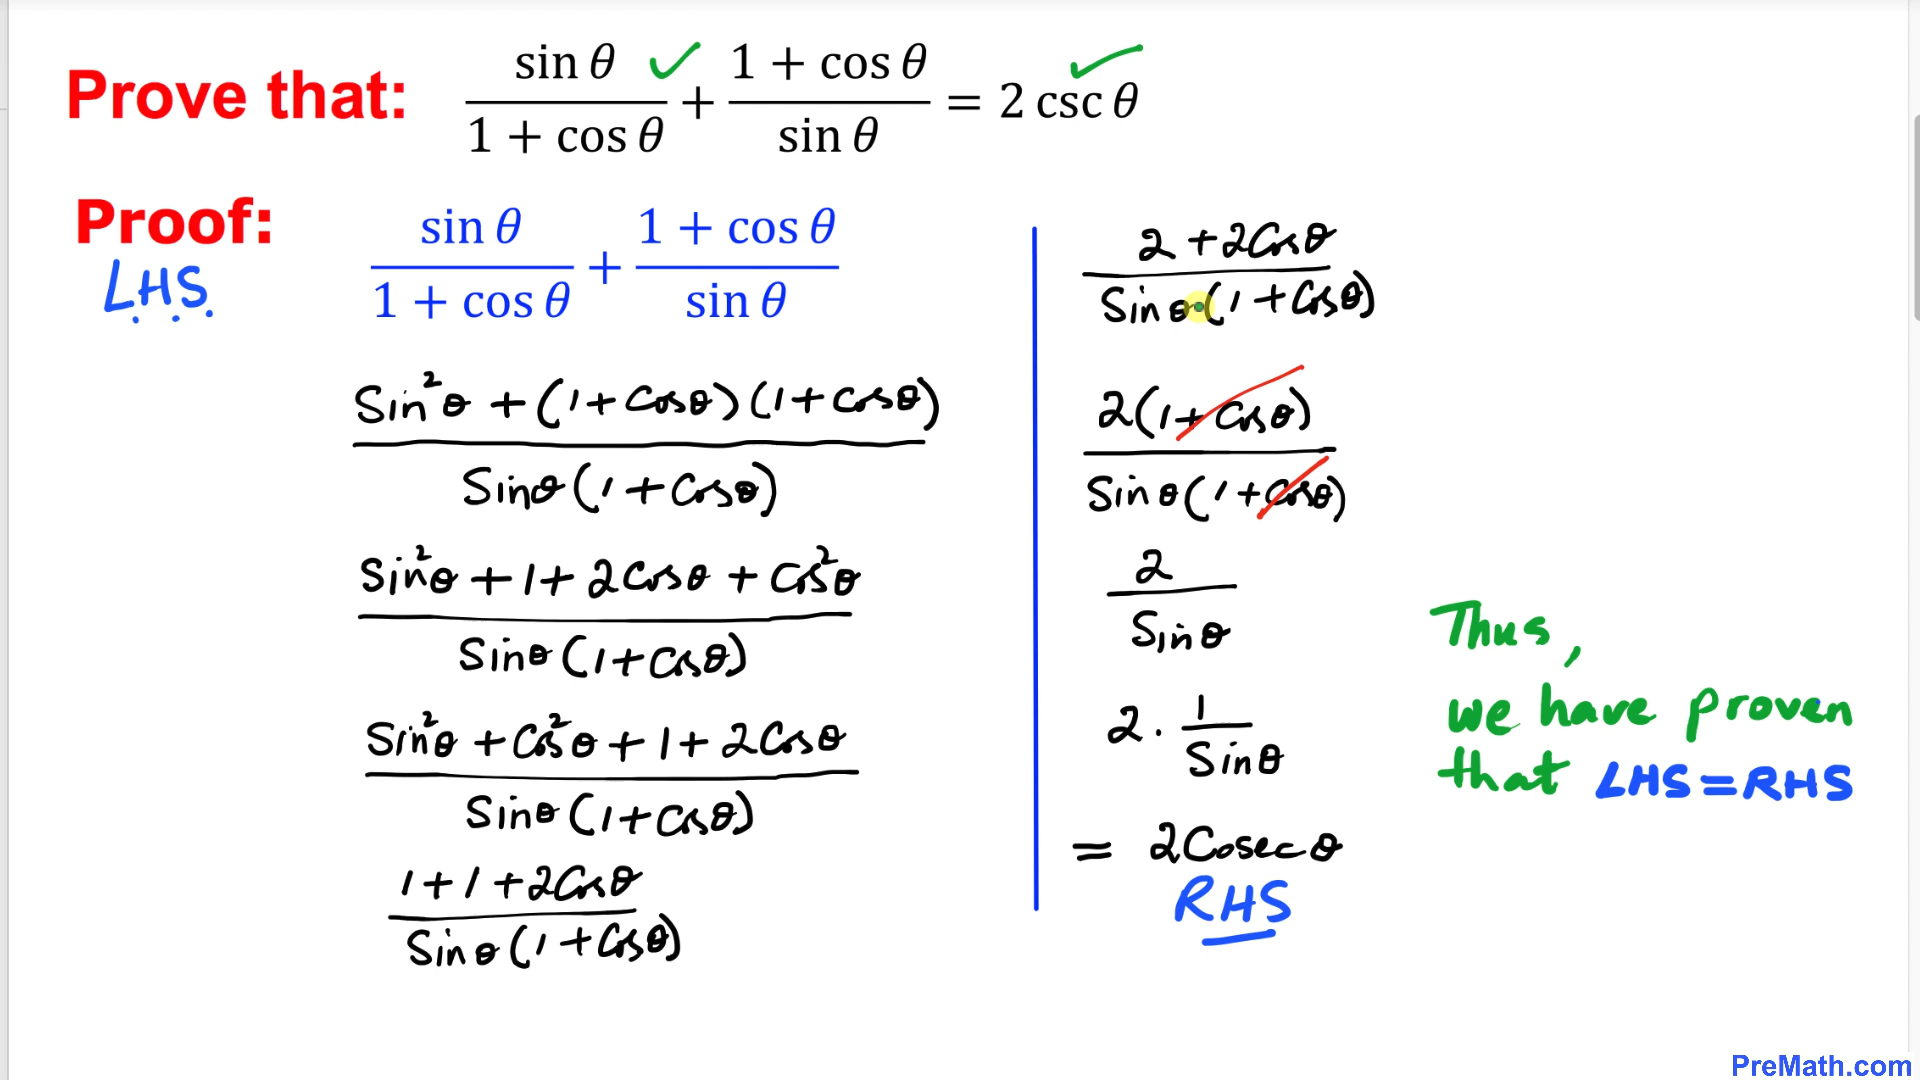 Prove that: sin θ / 1 + cos θ + 1 + cos θ / sin θ = 2 csc θ
Proof: sin θ / 1 + cos θ + 1 + cos θ / sin θ
L.H.S.
Sin²θ + (1 + Cosθ)(1 + Cosθ) / Sinθ(1 + Cosθ)
Sin²θ + 1 + 2Cosθ + Cos²θ / Sinθ(1+Cosθ)
Sin²θ + Cos²θ + 1 + 2Cosθ / Sinθ(1+Cosθ)
1 + 1 + 2Cosθ / Sinθ(1 + Cosθ)
2 + 2Cosθ / Sinθ(1 + Cosθ)
2(1 + Cosθ) / Sinθ(1 + Cosθ)
2 / Sinθ
2 · 1 / Sinθ
= 2Cosecθ
RHS
Thus,
we have proven
that LHS=RHS
PreMath.com